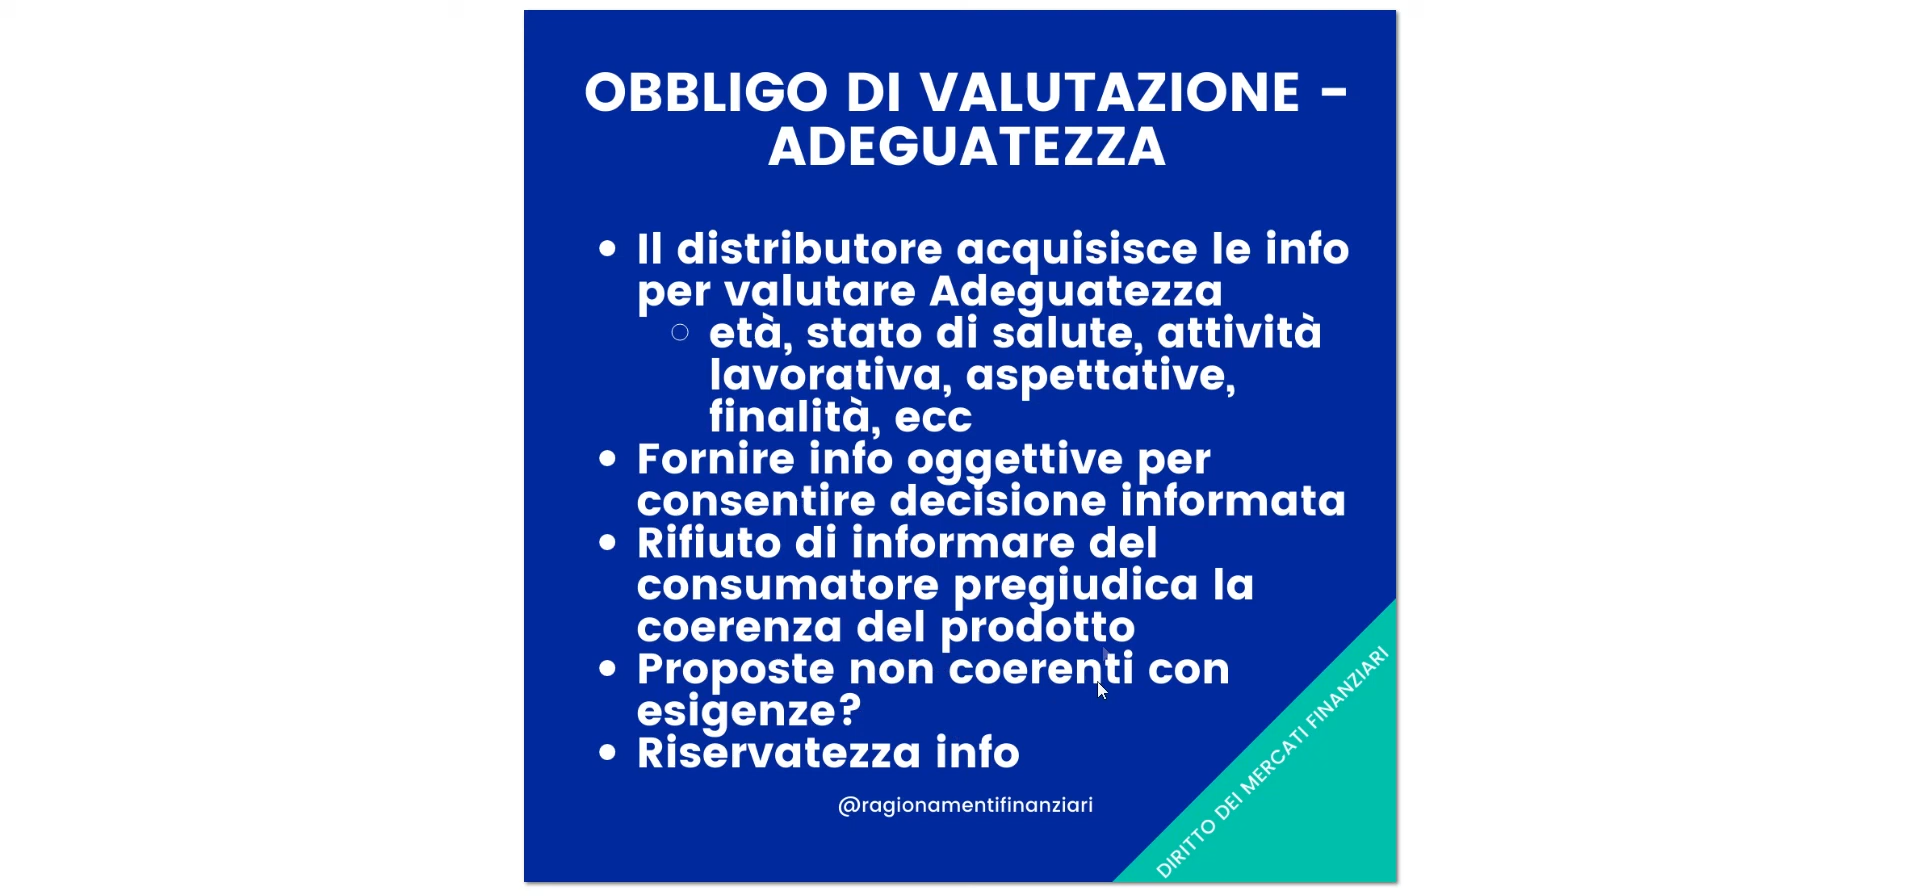 OBBLIGO DI VALUTAZIONE -
ADEGUATEZZA
Il distributore acquisisce le info
per valutare Adeguatezza
età, stato di salute, attività
lavorativa, aspettative,
finalità, ecc
Fornire info oggettive per
consentire decisione informata
Rifiuto di informare del
consumatore pregiudica la
coerenza del prodotto
Proposte non coerenti con
esigenze?
Riservatezza info
@ragionamentifinanziari
DIRITTO DEI MERCATI FINANZIARI